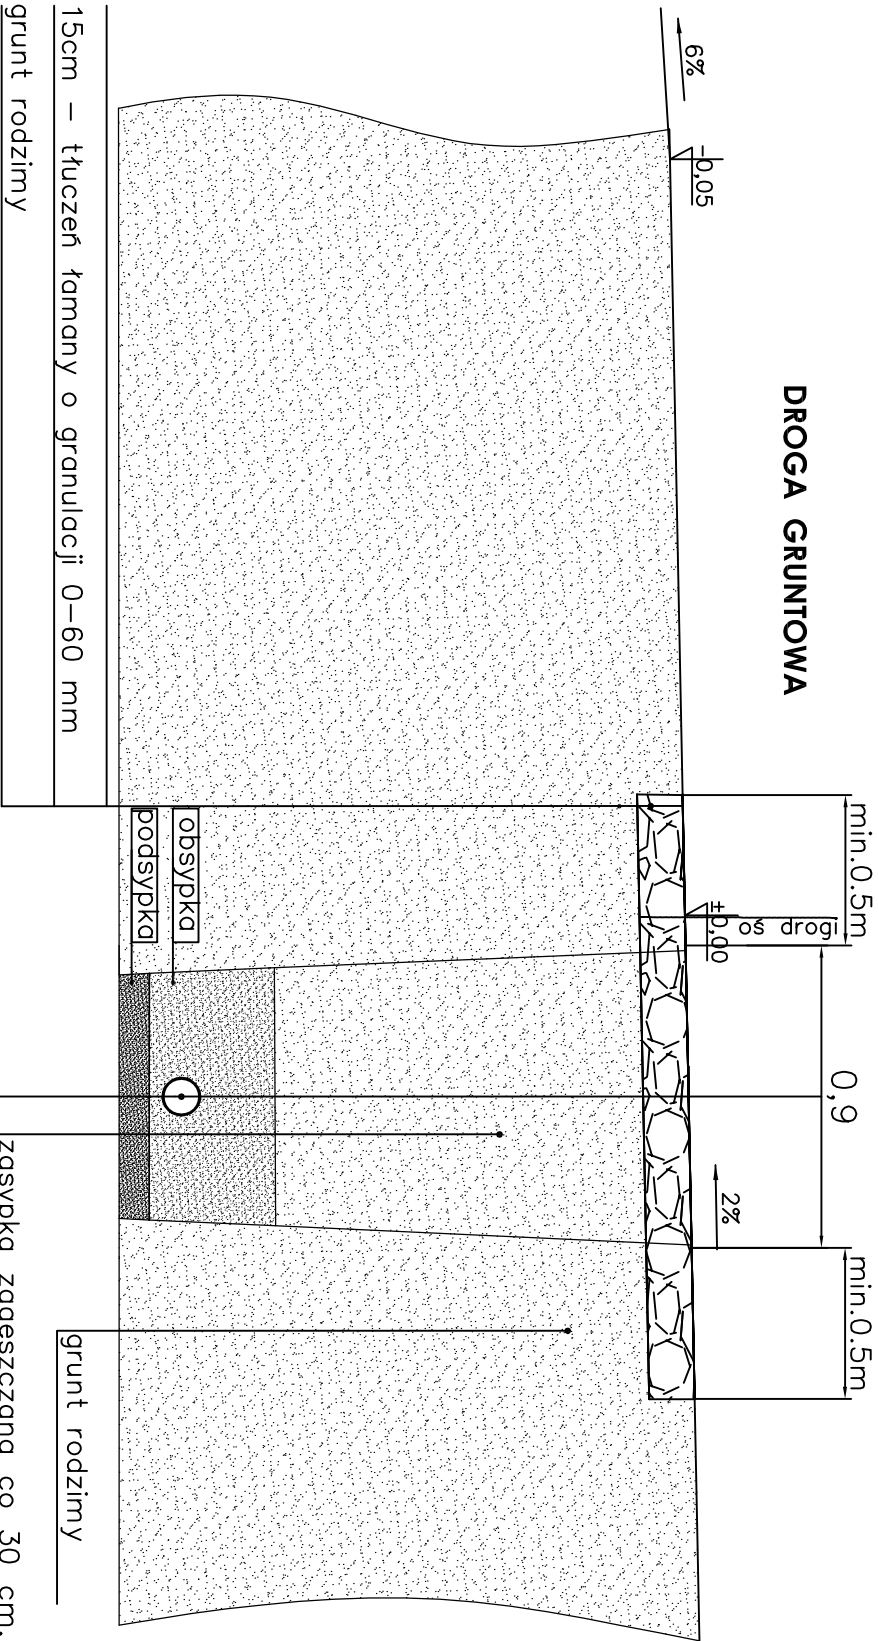 DROGA GRUNTOWA
6%
-0,05
min.0.5m
0,9
min.0.5m
±0,00
oś drogi
2%
obsypka
podsypka
15cm – tłuczeń łamany o granulacji 0–60 mm
grunt rodzimy
grunt rodzimy
zasypka zagęszczana co 30 cm.